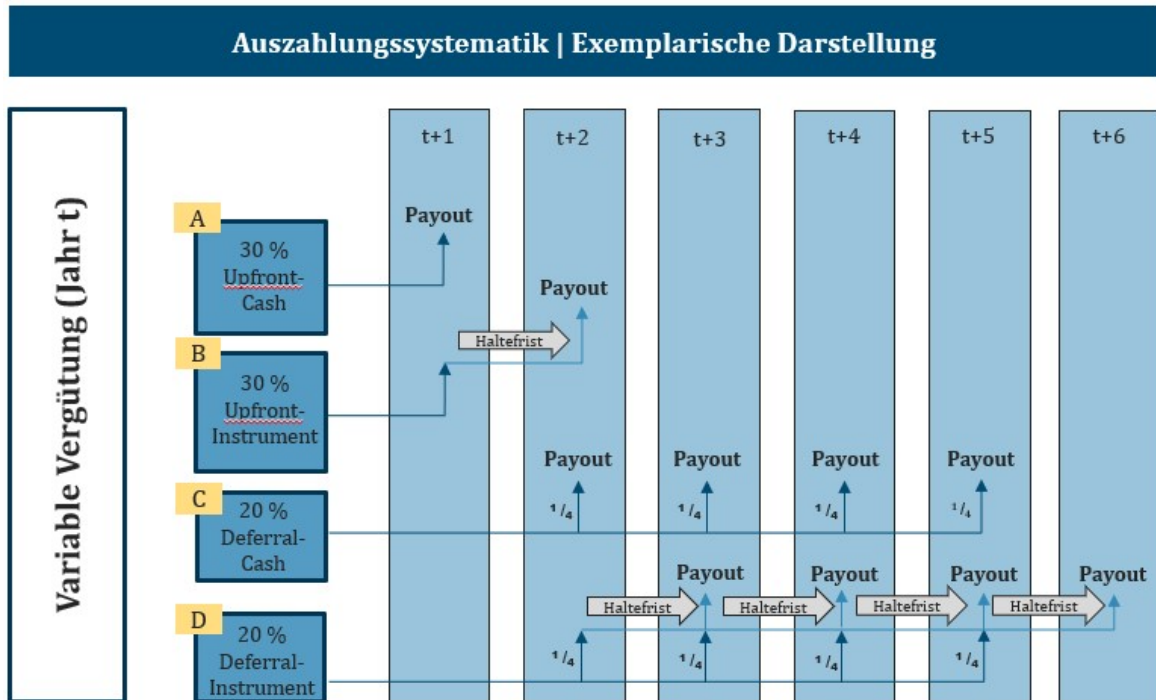 Auszahlungssystematik | Exemplarische Darstellung
Variable Vergütung (Jahr t)
t+1
t+2
t+3
t+4
t+5
t+6
A
30 %
Upfront-
Cash
Payout
Payout
Haltefrist
B
30 %
Upfront-
Instrument
Payout
Payout
Payout
Payout
C
20 %
Deferral-
Cash
1/4
1/4
1/4
1/4
Payout
Payout
Payout
Payout
Haltefrist
Haltefrist
Haltefrist
Haltefrist
D
20 %
Deferral-
Instrument
1/4
1/4
1/4
1/4